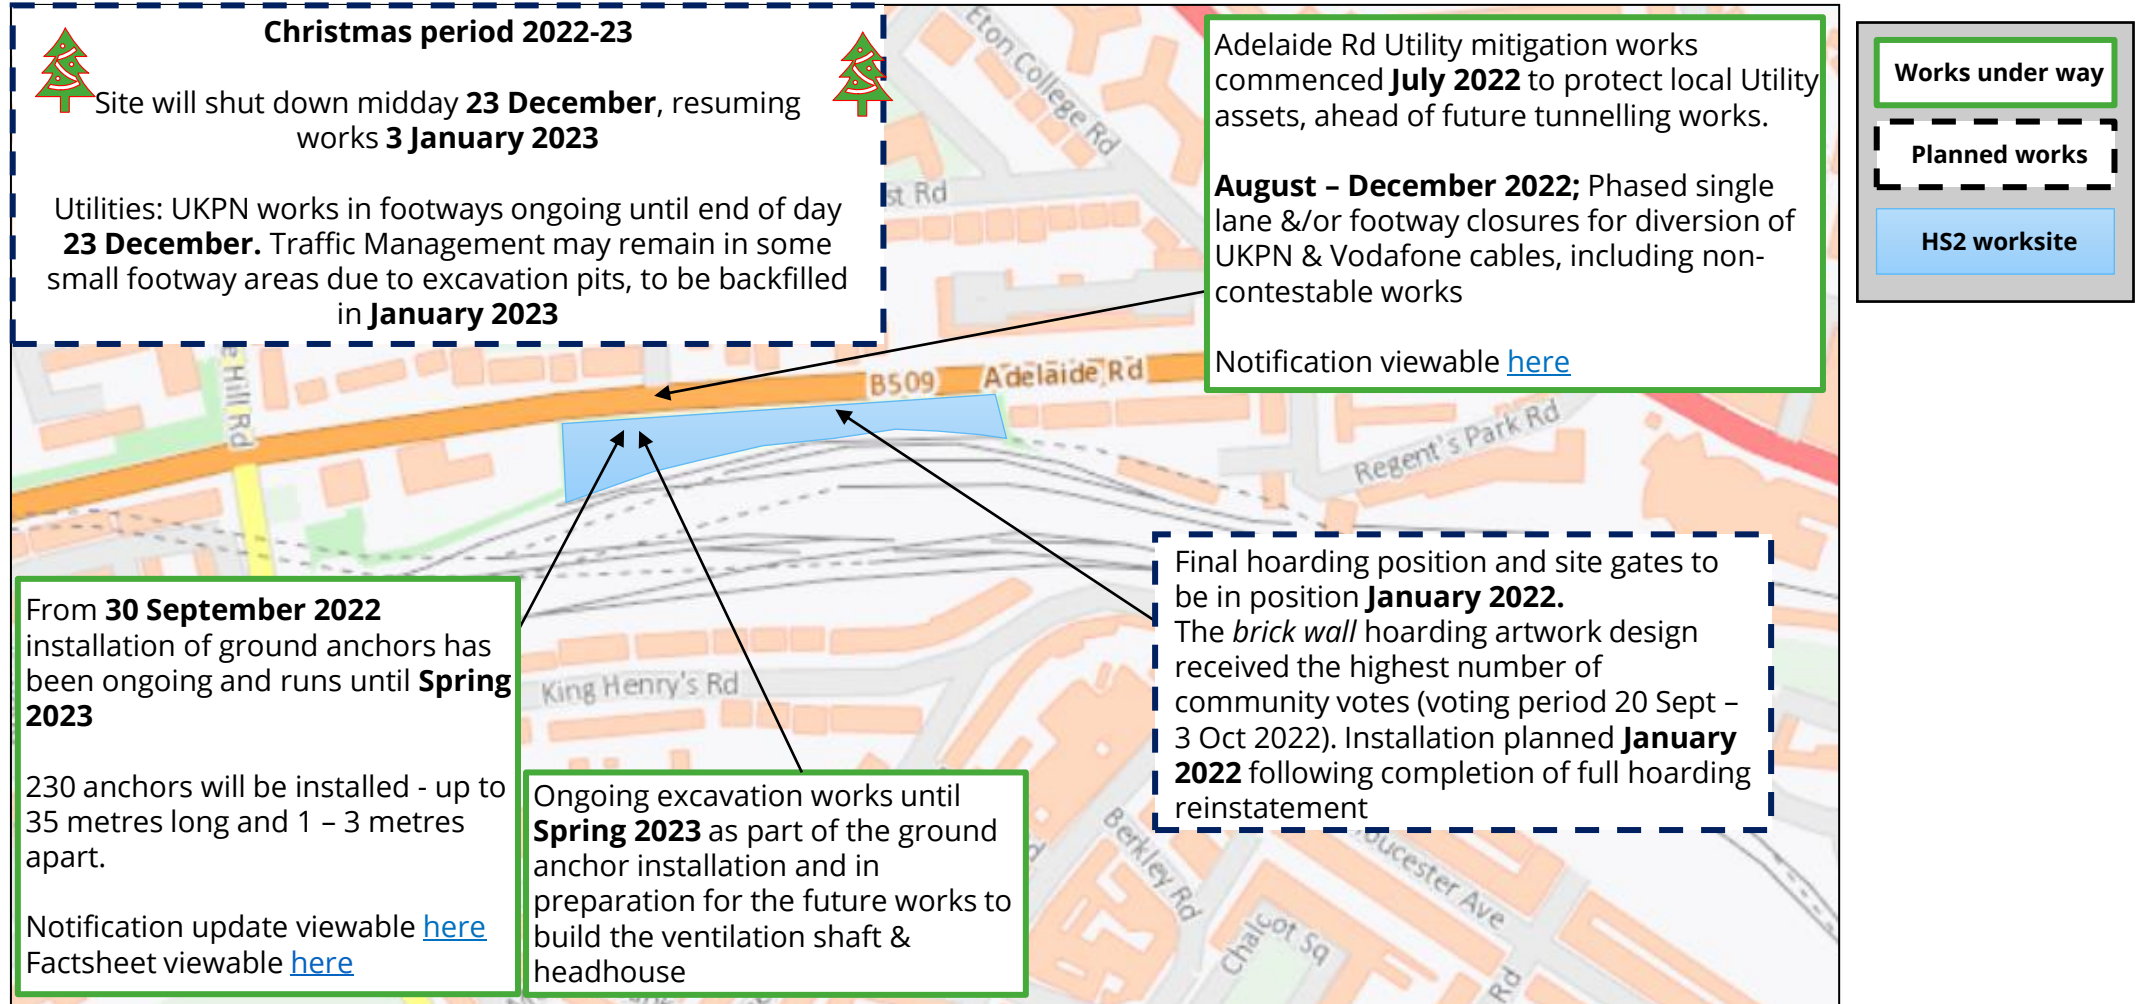 Christmas period 2022-23
Site will shut down midday 23 December, resuming
works 3 January 2023
Utilities: UKPN works in footways ongoing until end of day
23 December. Traffic Management may remain in some
small footway areas due to excavation pits, to be backfilled
in January 2023
Adelaide Rd Utility mitigation works
commenced July 2022 to protect local Utility
assets, ahead of future tunnelling works.
August – December 2022; Phased single
lane &/or footway closures for diversion of
UKPN & Vodafone cables, including non-
contestable works
Notification viewable here
Works under way
Planned works
HS2 worksite
Eton College Rd
st Rd
Hill Rd
B509
Adelaide Rd
Regent's Park Rd
King Henry's Rd
Berkley Rd
oucester Ave
Chalcot Sq
Rd
From 30 September 2022
installation of ground anchors has
been ongoing and runs until Spring
2023
230 anchors will be installed - up to
35 metres long and 1 – 3 metres
apart.
Notification update viewable here
Factsheet viewable here
Ongoing excavation works until
Spring 2023 as part of the ground
anchor installation and in
preparation for the future works to
build the ventilation shaft &
headhouse
Final hoarding position and site gates to
be in position January 2022.
The brick wall hoarding artwork design
received the highest number of
community votes (voting period 20 Sept –
3 Oct 2022). Installation planned January
2022 following completion of full hoarding
reinstatement